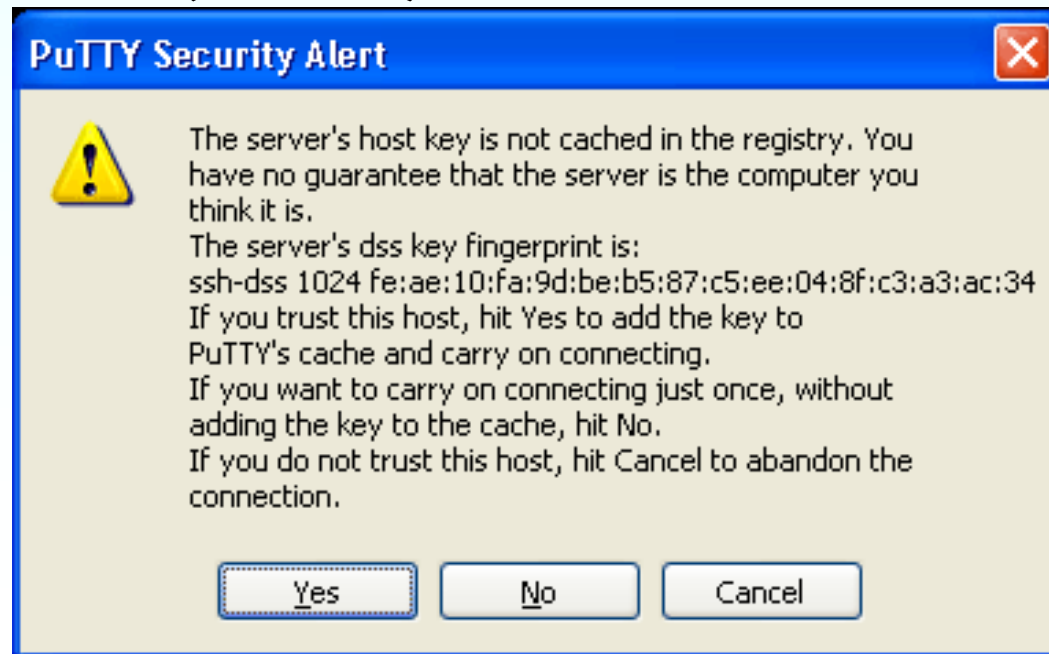 PuTTY Security Alert
The server's host key is not cached in the registry. You
have no guarantee that the server is the computer you
think it is.
The server's dss key fingerprint is:
ssh-dss 1024 fe:ae:10:fa:9d:be:b5:87:c5:ee:04:8f:c3:a3:ac:34
If you trust this host, hit Yes to add the key to
PuTTY's cache and carry on connecting.
If you want to carry on connecting just once, without
adding the key to the cache, hit No.
If you do not trust this host, hit Cancel to abandon the
connection.
Yes No Cancel